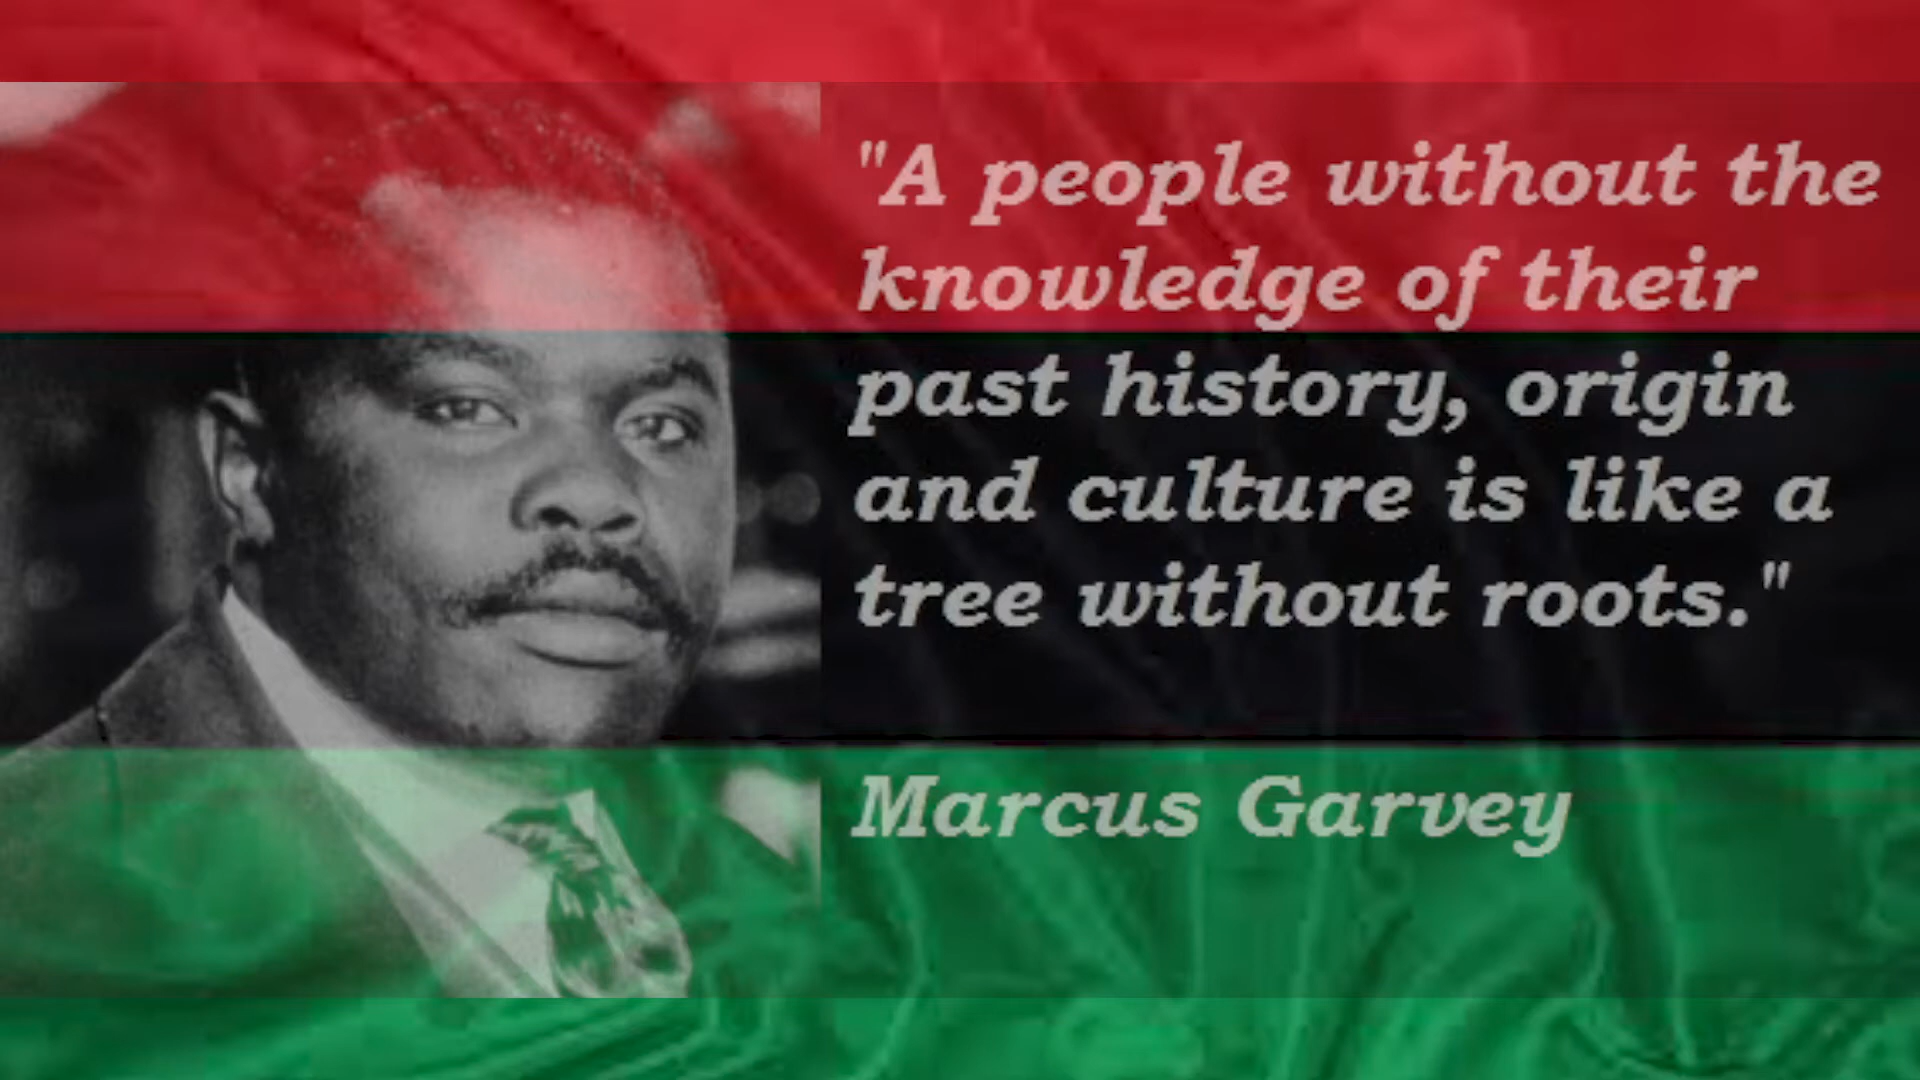 "A people without the
knowledge of their
past history, origin
and culture is like a
tree without roots."
Marcus Garvey